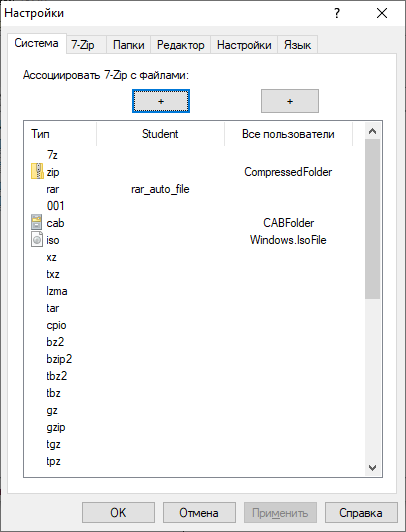 Настройки
Система 7-Zip Папки Редактор Настройки Язык
Ассоциировать 7-Zip с файлами:
+ +
Тип Student Все пользователи
7z
zip CompressedFolder
rar rar_auto_file
001
cab CABFolder
iso Windows.IsoFile
xz
txz
lzma
tar
cpio
bz2
bzip2
tbz2
tbz
gz
gzip
tgz
tpz
OK Отмена Применить Справка